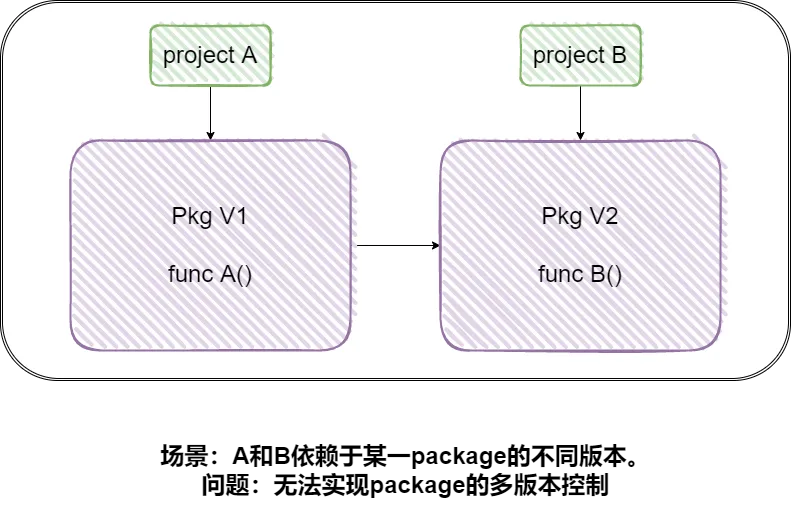 project A
project B
Pkg V1
func A()
Pkg V2
func B()
场景：A和B依赖于某一package的不同版本。
问题：无法实现package的多版本控制